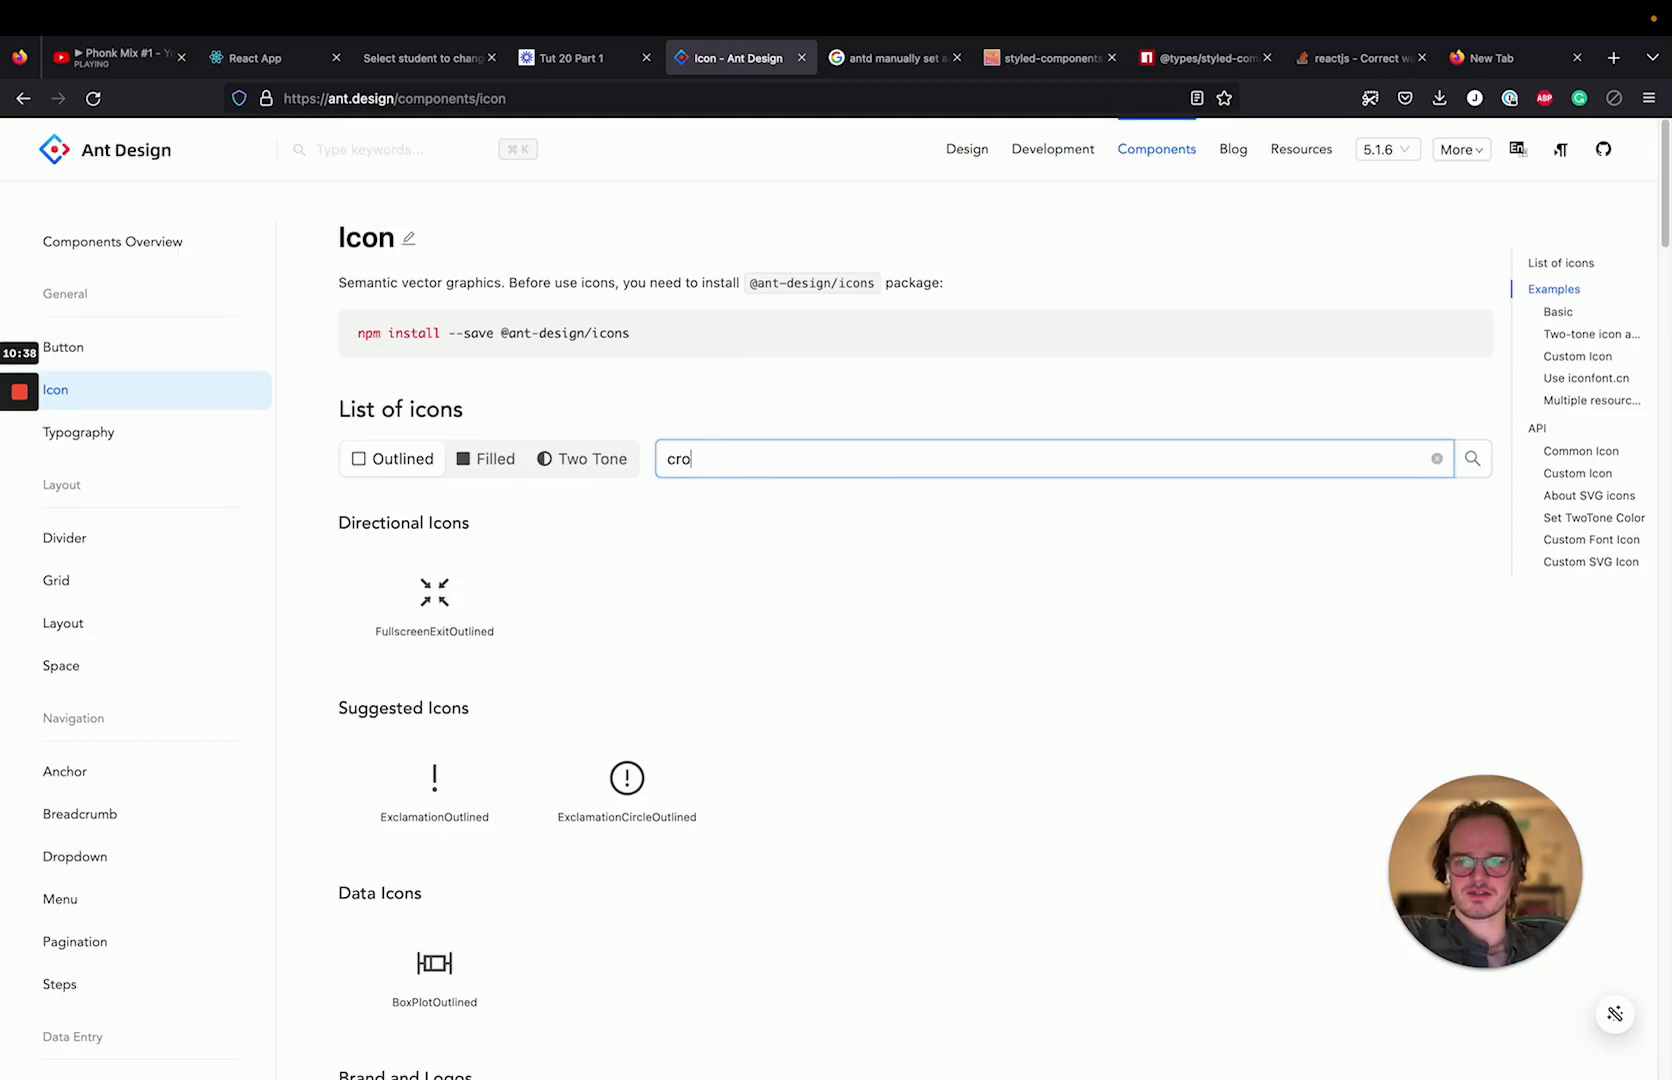 ▶ Phonk Mix #1 - Yo
PLAYING
React App
Select student to chang
Tut 20 Part 1
Icon - Ant Design
antd manually set a
styled-components
@types/styled-com
reactjs - Correct wa
New Tab
https://ant.design/components/icon
J
ABP
G
Ant Design
Type keywords...
⌘ K
Design
Development
Components
Blog
Resources
5.1.6
More
En
Components Overview
General
Button
Icon
Typography
Layout
Divider
Grid
Layout
Space
Navigation
Anchor
Breadcrumb
Dropdown
Menu
Pagination
Steps
Data Entry
10:38
Icon
Semantic vector graphics. Before use icons, you need to install @ant-design/icons package:
npm install --save @ant-design/icons
List of icons
Outlined
Filled
Two Tone
cro
Directional Icons
FullscreenExitOutlined
Suggested Icons
ExclamationOutlined
ExclamationCircleOutlined
Data Icons
BoxPlotOutlined
Brand and Logos
List of icons
Examples
Basic
Two-tone icon a...
Custom Icon
Use iconfont.cn
Multiple resourc...
API
Common Icon
Custom Icon
About SVG icons
Set TwoTone Color
Custom Font Icon
Custom SVG Icon